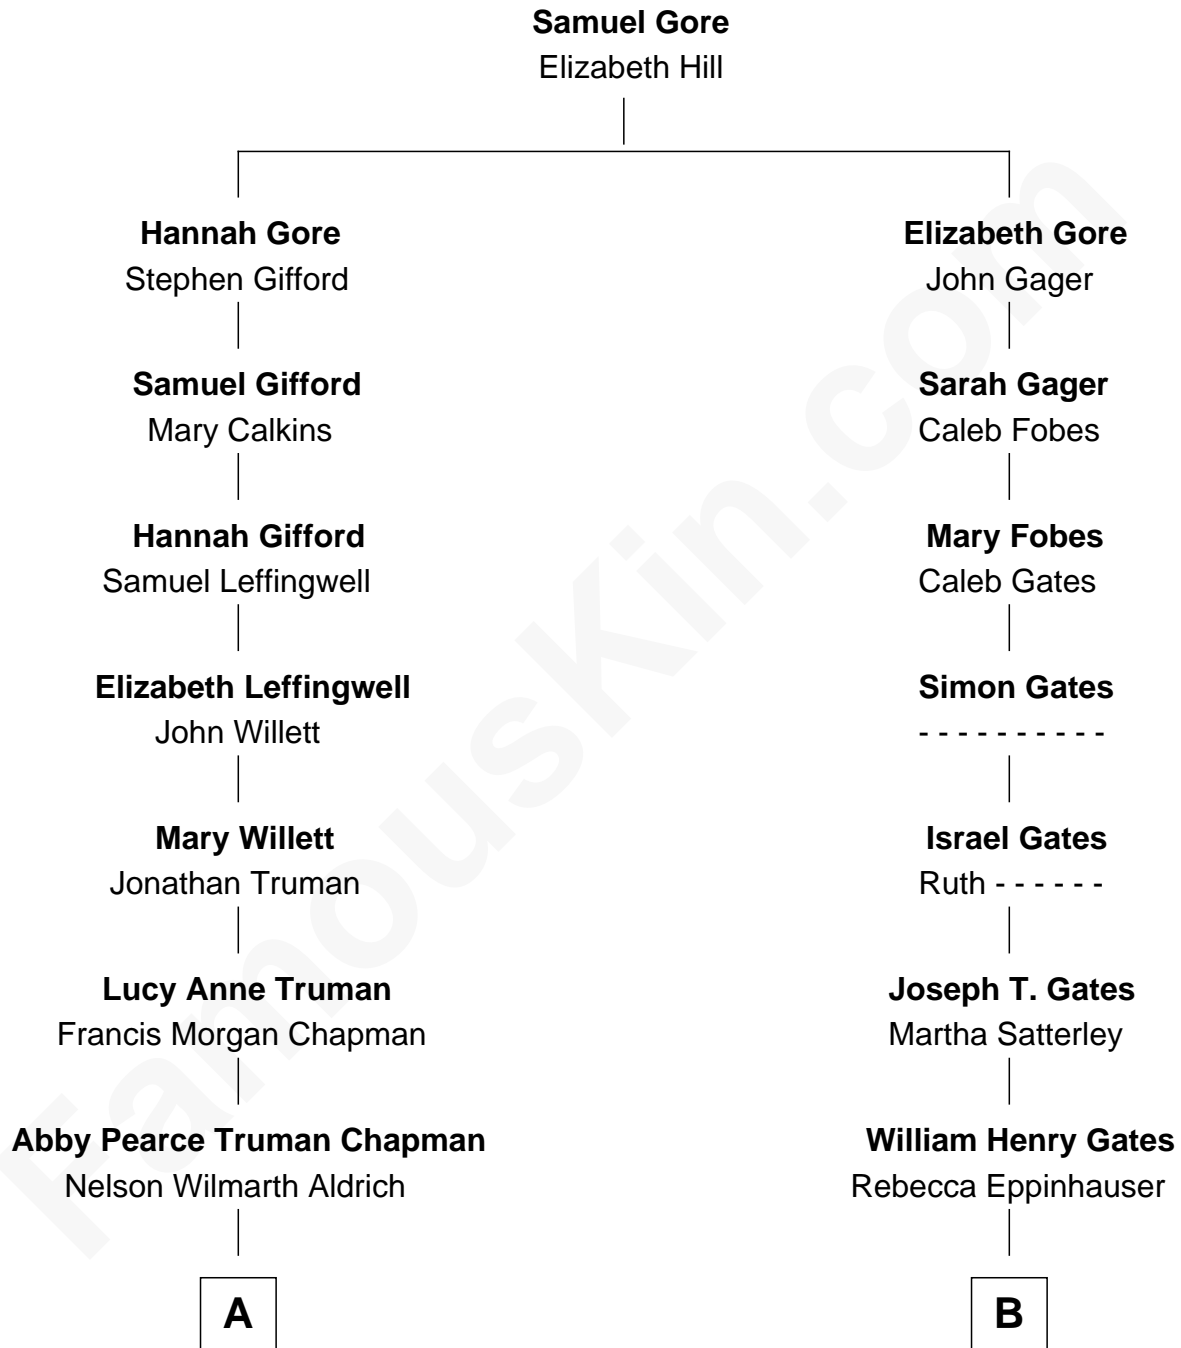 Samuel Gore
Elizabeth Hill
Hannah Gore
Stephen Gifford
Elizabeth Gore
John Gager
Samuel Gifford
Mary Calkins
Sarah Gager
Caleb Fobes
Hannah Gifford
Samuel Leffingwell
Mary Fobes
Caleb Gates
Elizabeth Leffingwell
John Willett
Simon Gates
- - - - - - - - - -
Mary Willett
Jonathan Truman
Israel Gates
Ruth - - - - - -
Lucy Anne Truman
Francis Morgan Chapman
Joseph T. Gates
Martha Satterley
Abby Pearce Truman Chapman
Nelson Wilmarth Aldrich
William Henry Gates
Rebecca Eppinhauser
A
B
FamousKin.com